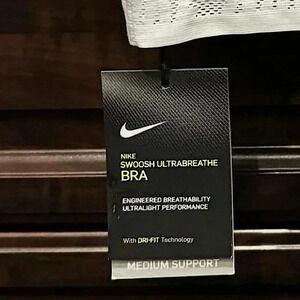 NIKE
SWOOSH ULTRABREATHE
BRA
ENGINEERED BREATHABILITY
ULTRALIGHT PERFORMANCE
With DRI-FIT Technology
MEDIUM SUPPORT